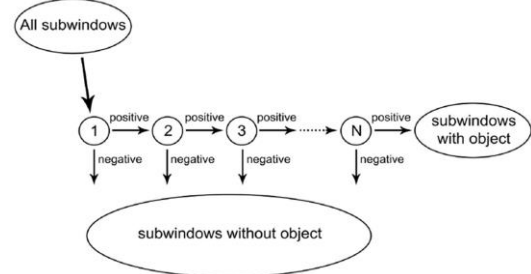 All subwindows
positive positive positive positive
1 2 3 N
subwindows
with object
negative negative negative negative
subwindows without object